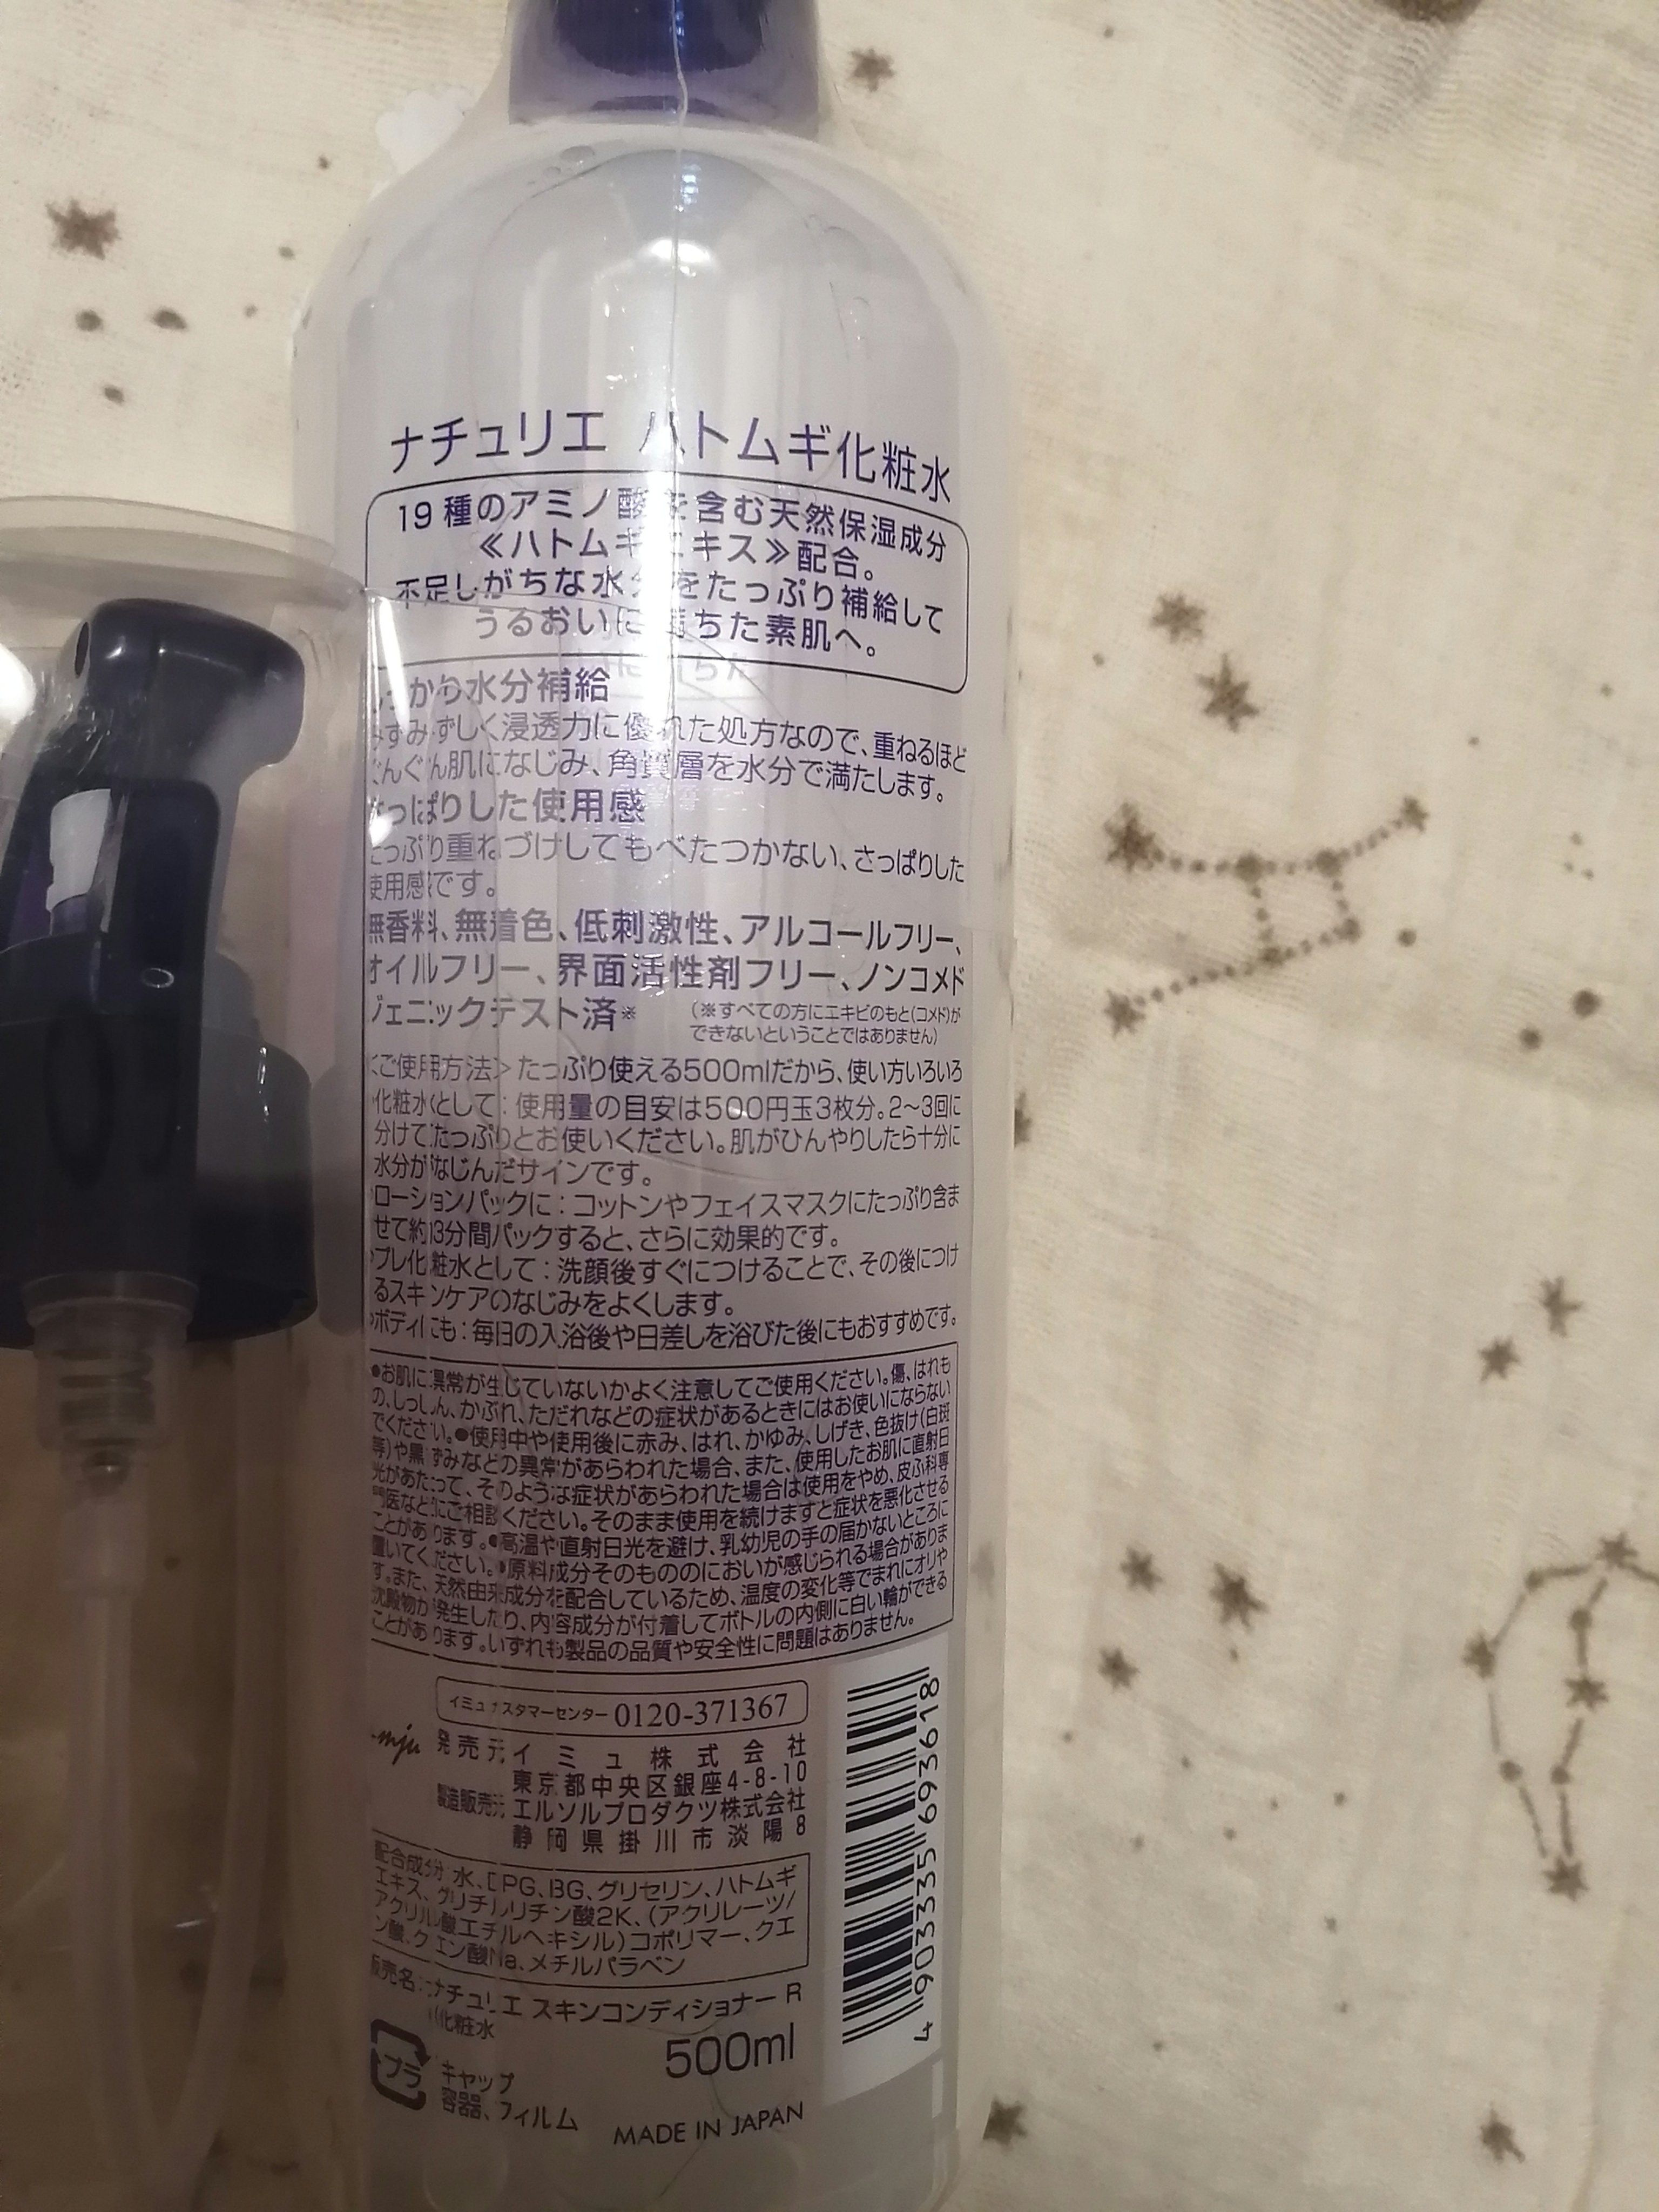 ナチュリエ ハトムギ化粧水
19種のアミノ酸を含む天然保湿成分
≪ハトムギエキス≫配合。
不足しがちな水分をたっぷり補給して
うるおいに満ちた素肌へ。
っかり水分補給
みずみずしく浸透力に優れた処方なので、重ねるほど
ぐんぐん肌になじみ、角質層を水分で満たします。
さっぱりした使用感
たっぷり重ねづけしてもべたつかない、さっぱりした
使用感です。
無香料、無着色、低刺激性、アルコールフリー、
オイルフリー、界面活性剤フリー、ノンコメド
ジェニックテスト済※ (※すべての方にニキビのもと(コメド)が
できないということではありません)
<ご使用方法>たっぷり使える500mlだから、使い方いろいろ
化粧水として：使用量の目安は500円玉3枚分。2〜3回に
分けてたっぷりとお使いください。肌がひんやりしたら十分に
水分がなじんだサインです。
ローションパックに：コットンやフェイスマスクにたっぷり含ま
せて約3分間パックすると、さらに効果的です。
プレ化粧水として：洗顔後すぐにつけることで、その後につけ
るスキンケアのなじみをよくします。
ボディにも：毎日の入浴後や日差しを浴びた後にもおすすめです。
●お肌に異常が生じていないかよく注意してご使用ください。傷、はれも
の、しっしん、かぶれ、ただれなどの症状があるときにはお使いにならない
でください。●使用中や使用後に赤み、はれ、かゆみ、しげき、色抜け(白斑
等)や黒ずみなどの異常があらわれた場合、また、使用したお肌に直射日
光があたって、そのような症状があらわれた場合は使用をやめ、皮ふ科専
門医などにご相談ください。そのまま使用を続けますと症状を悪化させる
ことがあります。●高温や直射日光を避け、乳幼児の手の届かないところに
置いてください。●原料成分そのもののにおいが感じられる場合がありま
す。また、天然由来成分を配合しているため、温度の変化等でまれにオリや
沈殿物が発生したり、内容成分が付着してボトルの内側に白い輪ができる
ことがあります。いずれも製品の品質や安全性に問題はありません。
イミュカスタマーセンター 0120-371367
imju 発売元 イミュ株式会社
東京都中央区銀座4-8-10
製造販売元 エルソルプロダクツ株式会社
静岡県掛川市淡陽8
配合成分 水、DPG、BG、グリセリン、ハトムギ
エキス、グリチルリチン酸2K、(アクリレーツ/
アクリル酸エチルヘキシル)コポリマー、クエ
ン酸、クエン酸Na、メチルパラベン
販売名：ナチュリエ スキンコンディショナー R
化粧水
500ml
プラ キャップ
容器、フィルム
MADE IN JAPAN
4 903335 693618